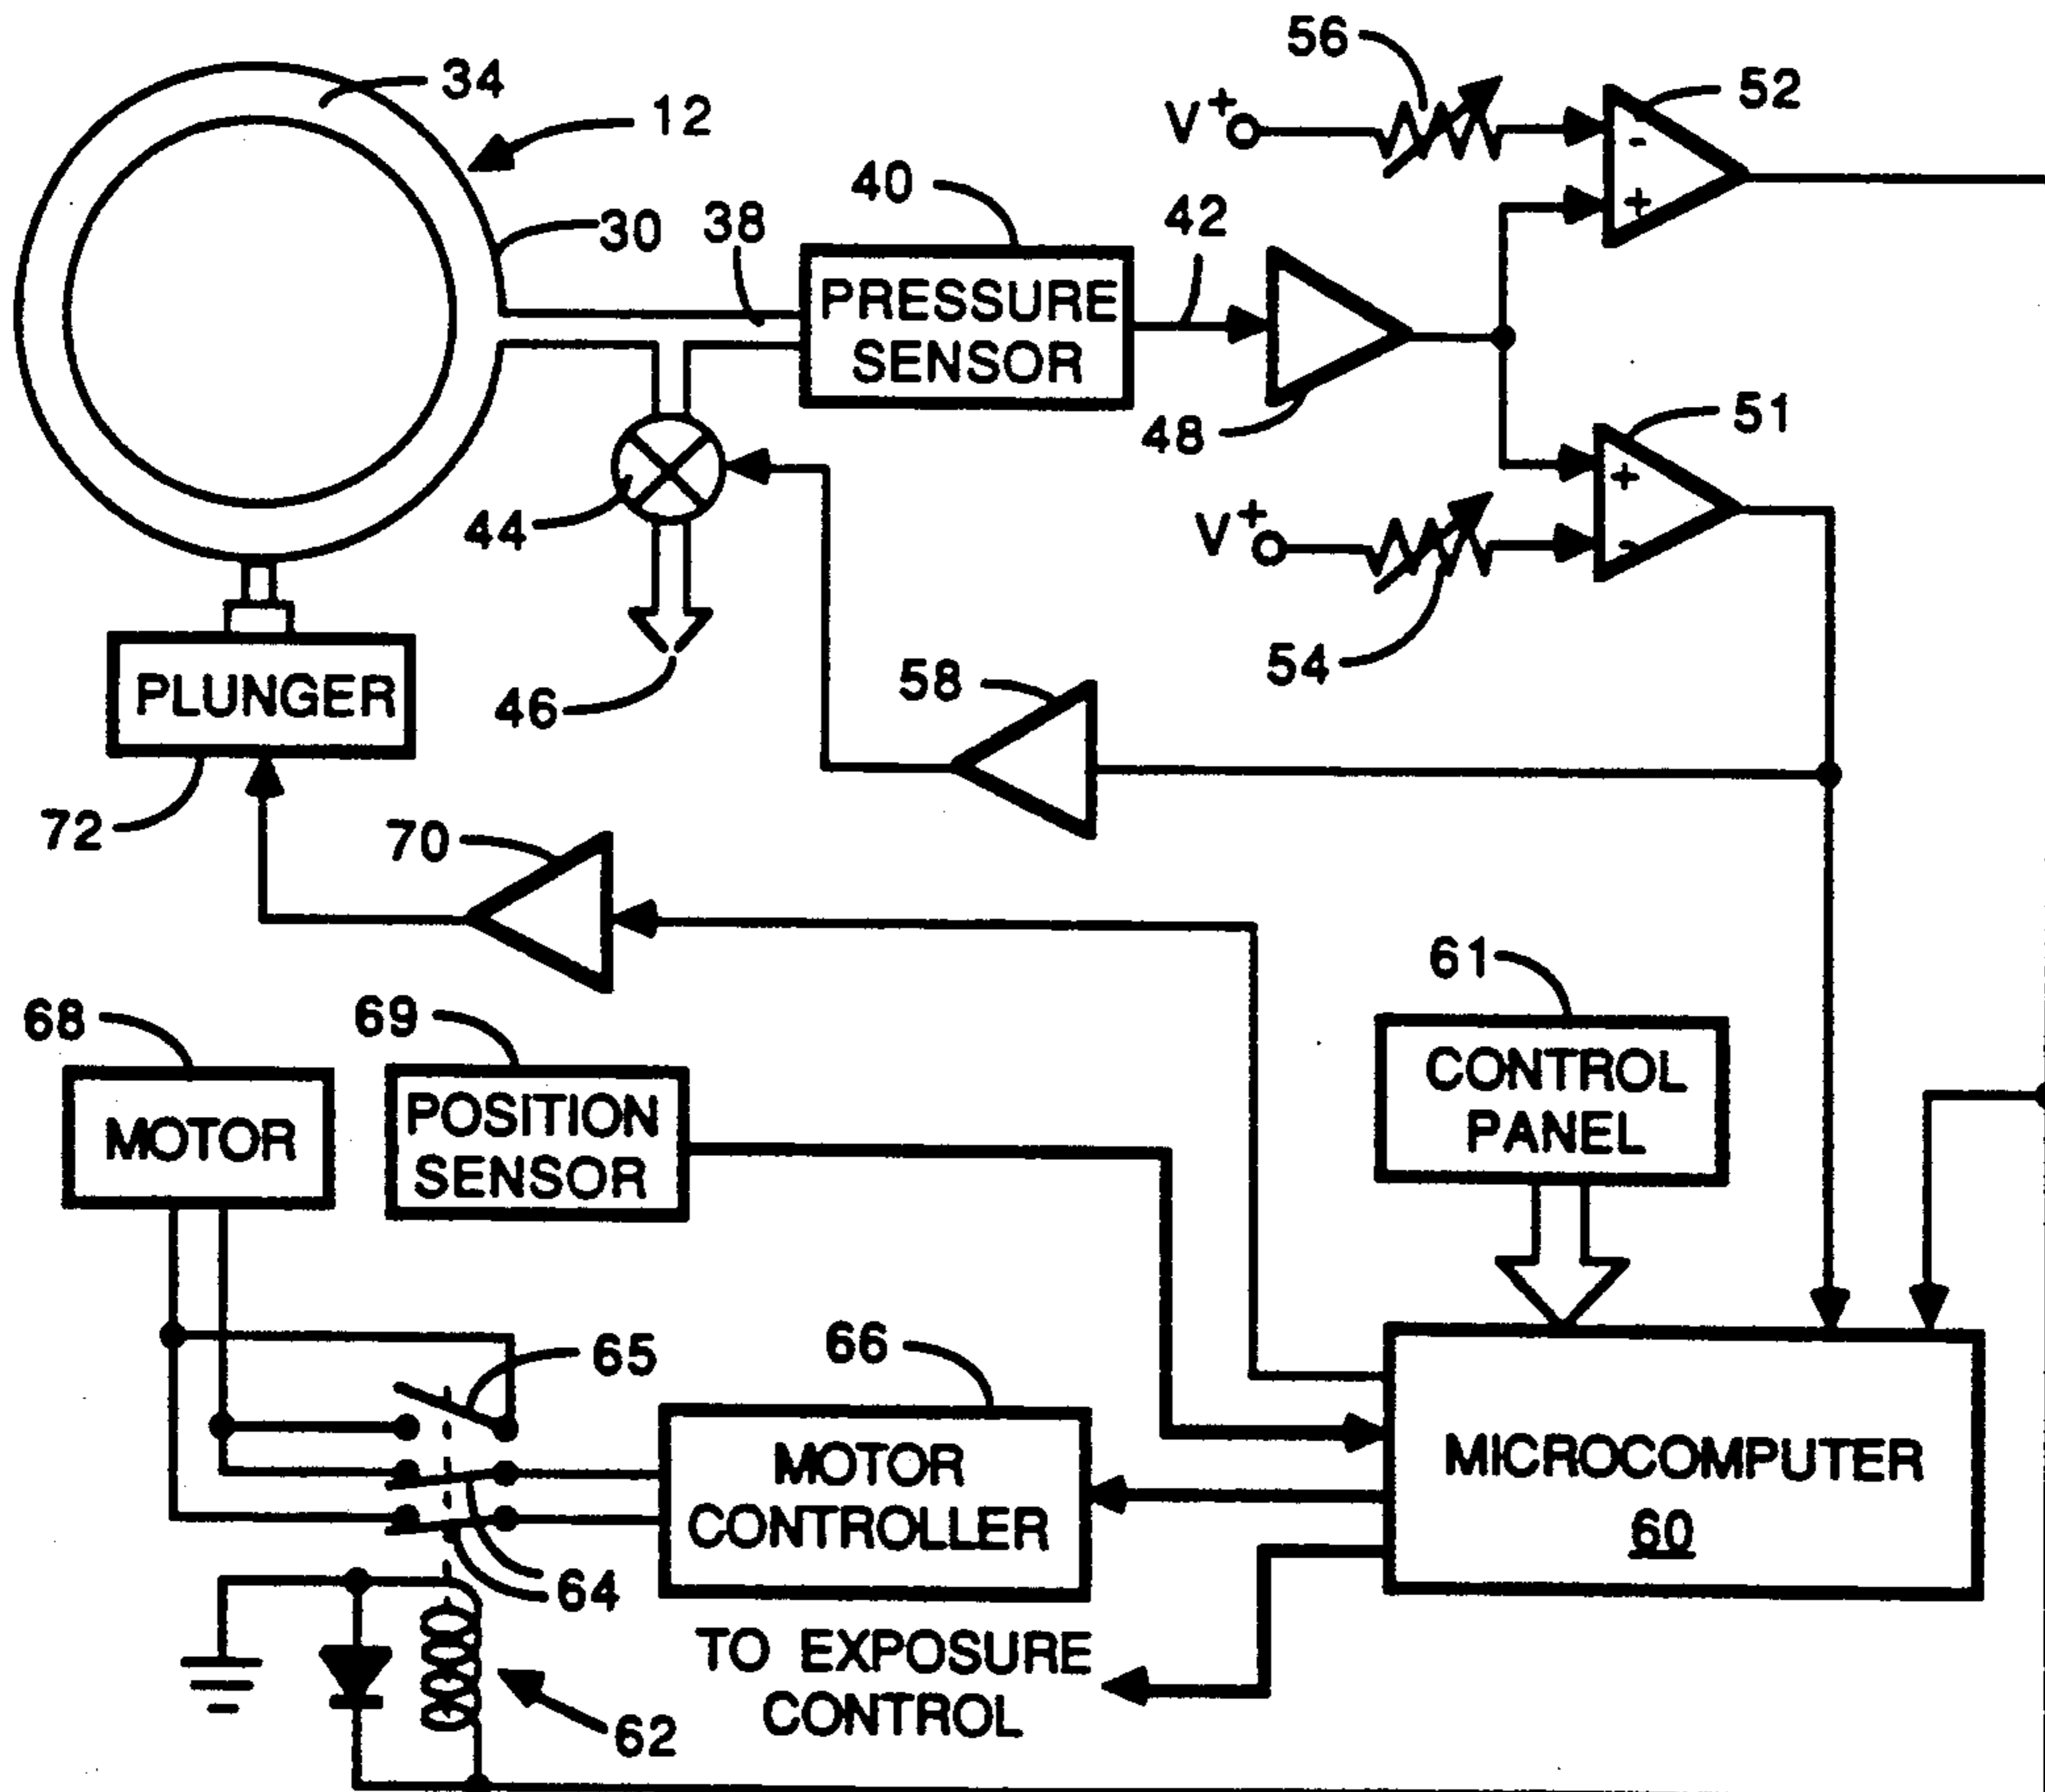 56
52
34
12
V+
-
+
40
42
30
38
PRESSURE
SENSOR
51
48
+
44
V+
-
54
58
46
PLUNGER
72
70
61
68
69
CONTROL
PANEL
MOTOR
POSITION
SENSOR
65
66
MOTOR
CONTROLLER
MICROCOMPUTER
60
64
TO EXPOSURE
CONTROL
62